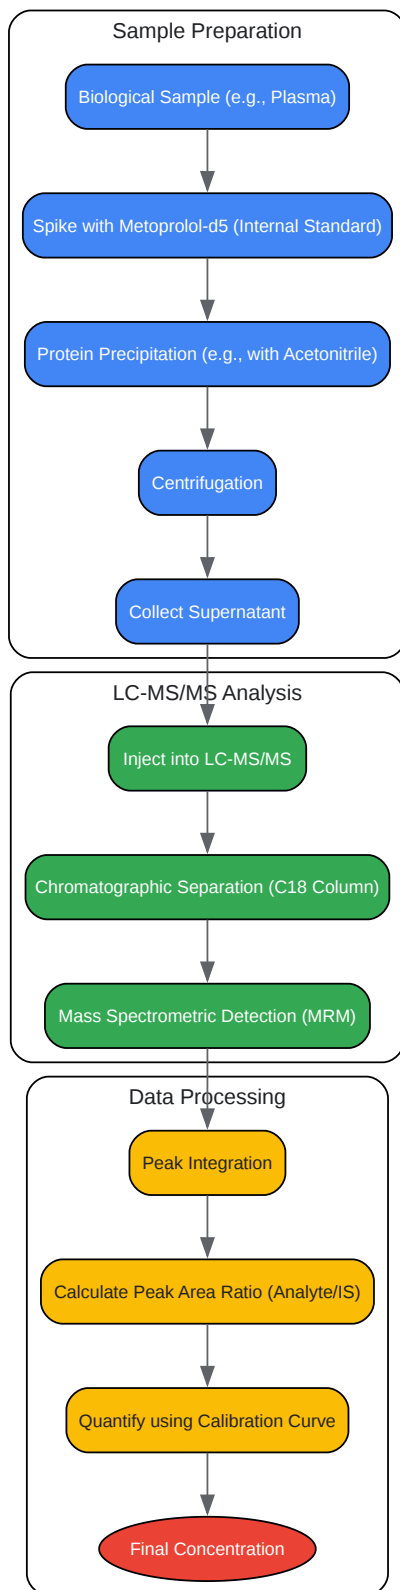 Sample Preparation
Biological Sample (e.g., Plasma)
Spike with Metoprolol-d5 (Internal Standard)
Protein Precipitation (e.g., with Acetonitrile)
Centrifugation
Collect Supernatant
LC-MS/MS Analysis
Inject into LC-MS/MS
Chromatographic Separation (C18 Column)
Mass Spectrometric Detection (MRM)
Data Processing
Peak Integration
Calculate Peak Area Ratio (Analyte/IS)
Quantify using Calibration Curve
Final Concentration